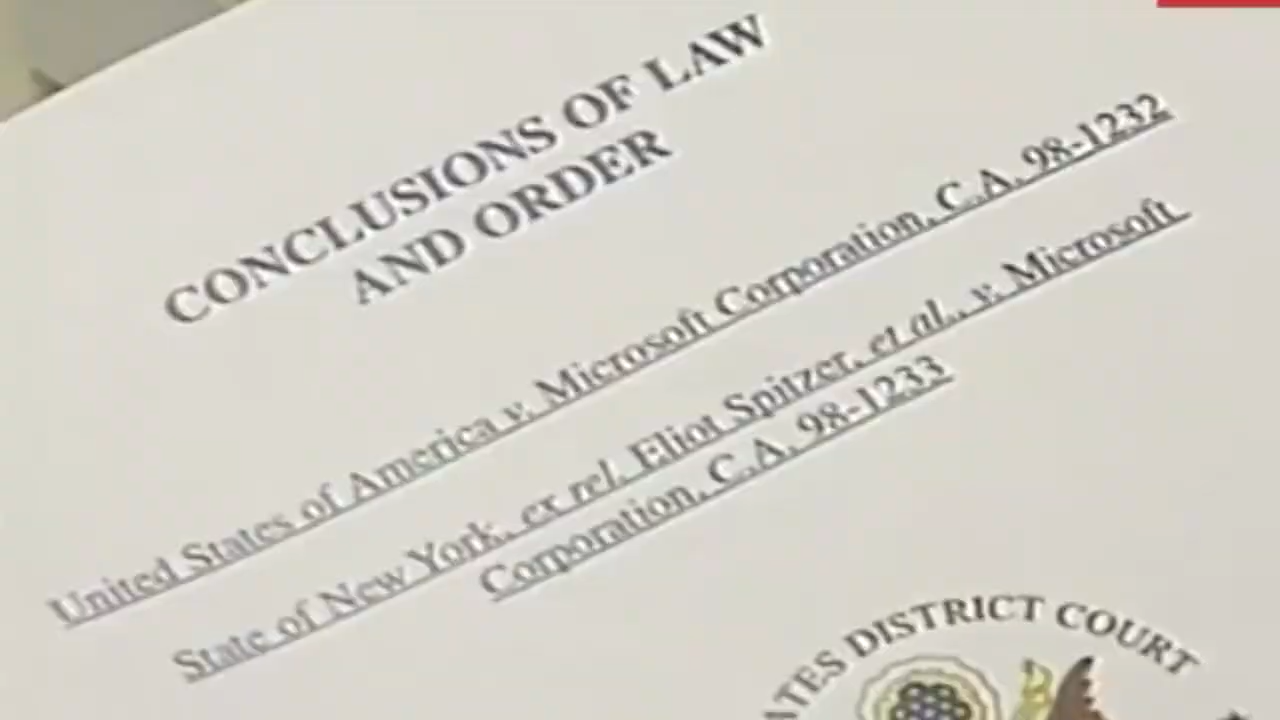 CONCLUSIONS OF LAW
AND ORDER
United States of America v. Microsoft Corporation, C.A. 98-1232
State of New York, ex rel. Eliot Spitzer, et al., v. Microsoft
Corporation, C.A. 98-1233
ATES DISTRICT COURT